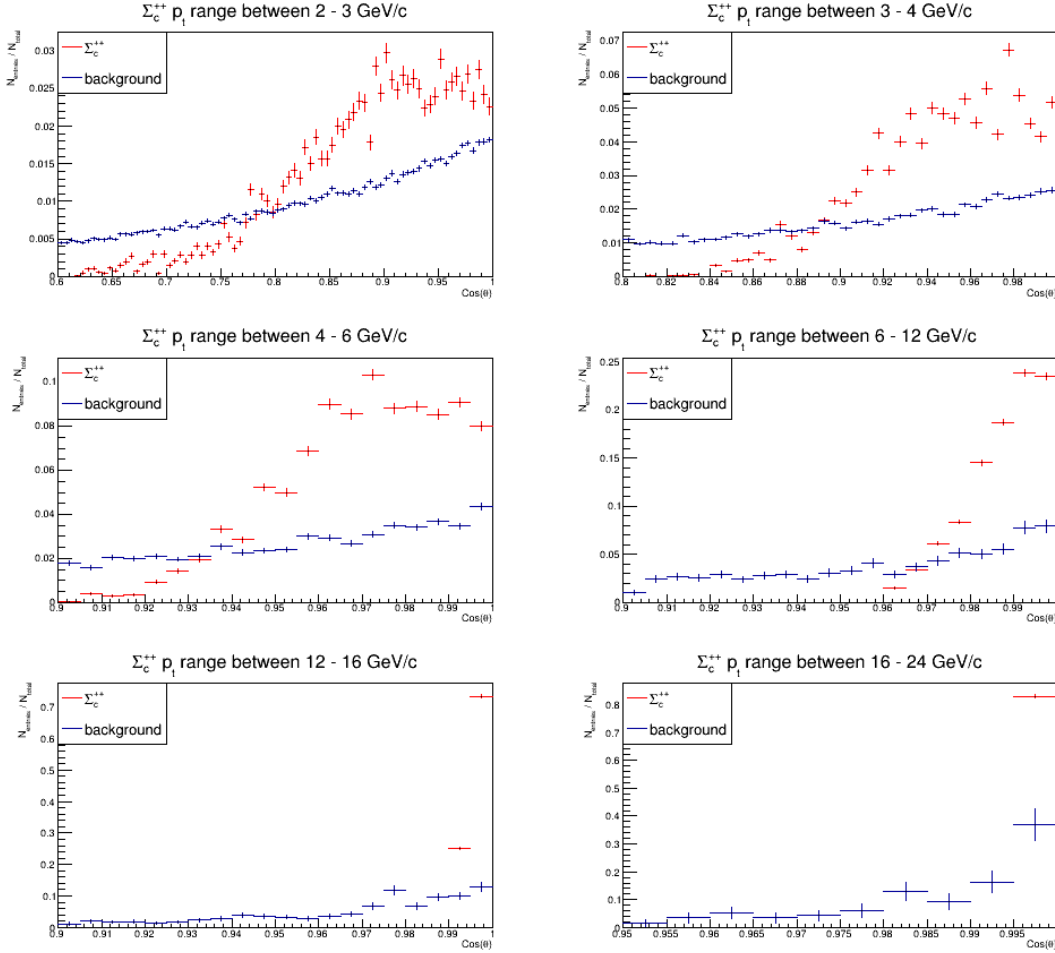 Σc++ pt range between 2 - 3 GeV/c
Nentries / Ntotal
0.03
0.025
0.02
0.015
0.01
0.005
0
Σc++
background
0.6 0.65 0.7 0.75 0.8 0.85 0.9 0.95 1
Cos(θ)
Σc++ pt range between 3 - 4 GeV/c
Nentries / Ntotal
0.07
0.06
0.05
0.04
0.03
0.02
0.01
0
Σc++
background
0.8 0.82 0.84 0.86 0.88 0.9 0.92 0.94 0.96 0.98
Cos(θ)
Σc++ pt range between 4 - 6 GeV/c
Nentries / Ntotal
0.1
0.08
0.06
0.04
0.02
0
Σc++
background
0.9 0.91 0.92 0.93 0.94 0.95 0.96 0.97 0.98 0.99 1
Cos(θ)
Σc++ pt range between 6 - 12 GeV/c
Nentries / Ntotal
0.25
0.2
0.15
0.1
0.05
0
Σc++
background
0.9 0.91 0.92 0.93 0.94 0.95 0.96 0.97 0.98 0.99
Cos(θ)
Σc++ pt range between 12 - 16 GeV/c
Nentries / Ntotal
0.7
0.6
0.5
0.4
0.3
0.2
0.1
0
Σc++
background
0.9 0.91 0.92 0.93 0.94 0.95 0.96 0.97 0.98 0.99 1
Cos(θ)
Σc++ pt range between 16 - 24 GeV/c
Nentries / Ntotal
0.8
0.7
0.6
0.5
0.4
0.3
0.2
0.1
0
Σc++
background
0.95 0.955 0.96 0.965 0.97 0.975 0.98 0.985 0.99 0.995
Cos(θ)